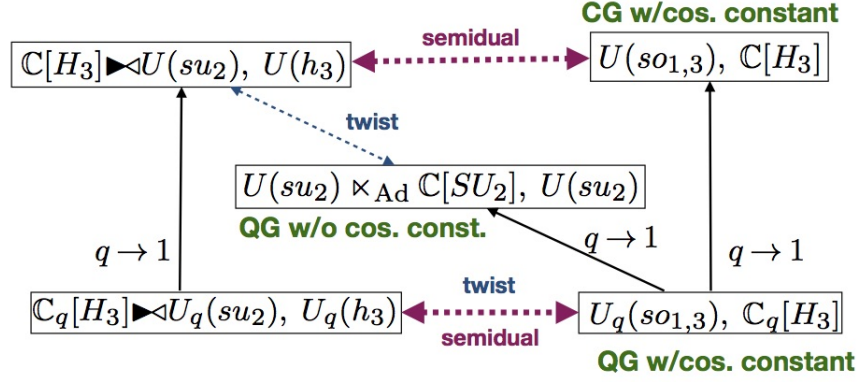 CG w/cos. constant
semidual
ℂ[H₃]▶◁U(su₂), U(h₃)
U(so₁,₃), ℂ[H₃]
twist
U(su₂) ⋉_Ad ℂ[SU₂], U(su₂)
QG w/o cos. const.
q → 1
q → 1
q → 1
twist
ℂ_q[H₃]▶◁U_q(su₂), U_q(h₃)
U_q(so₁,₃), ℂ_q[H₃]
semidual
QG w/cos. constant